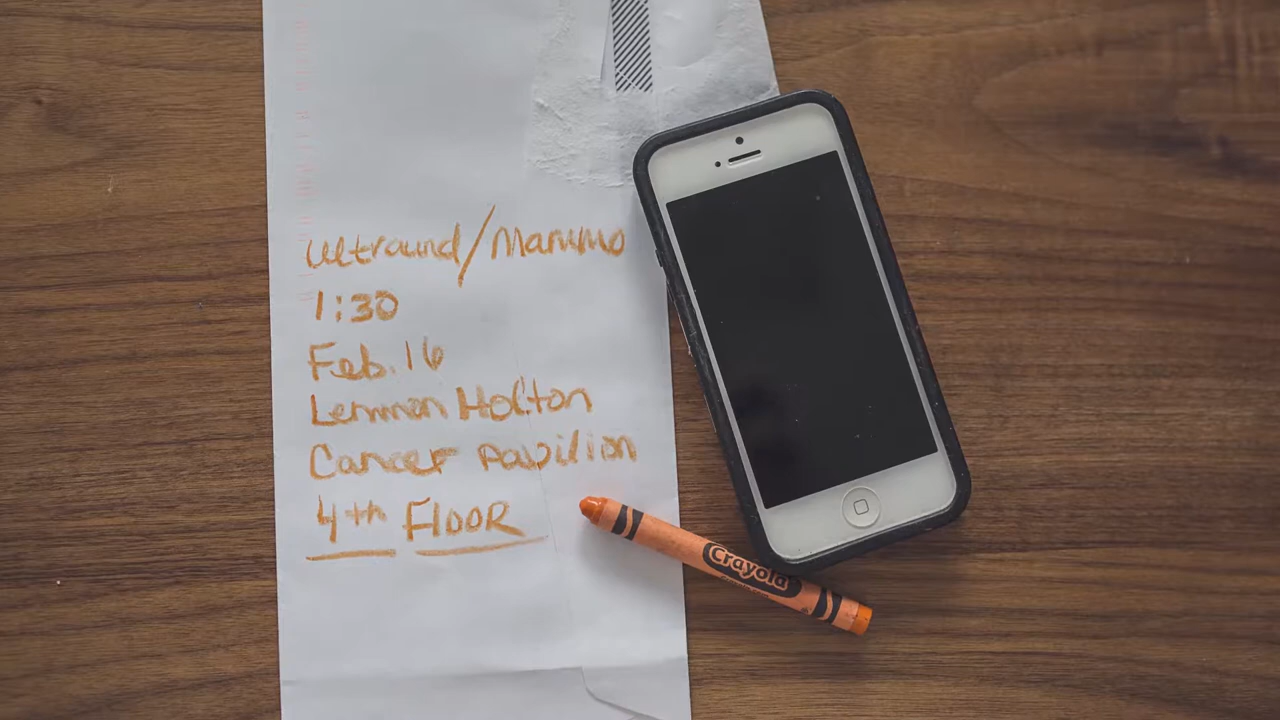 Ultraund/Mammo
1:30
Feb. 16
Lemmen Holton
Cancer pavilion
4th FlOOR
Crayola